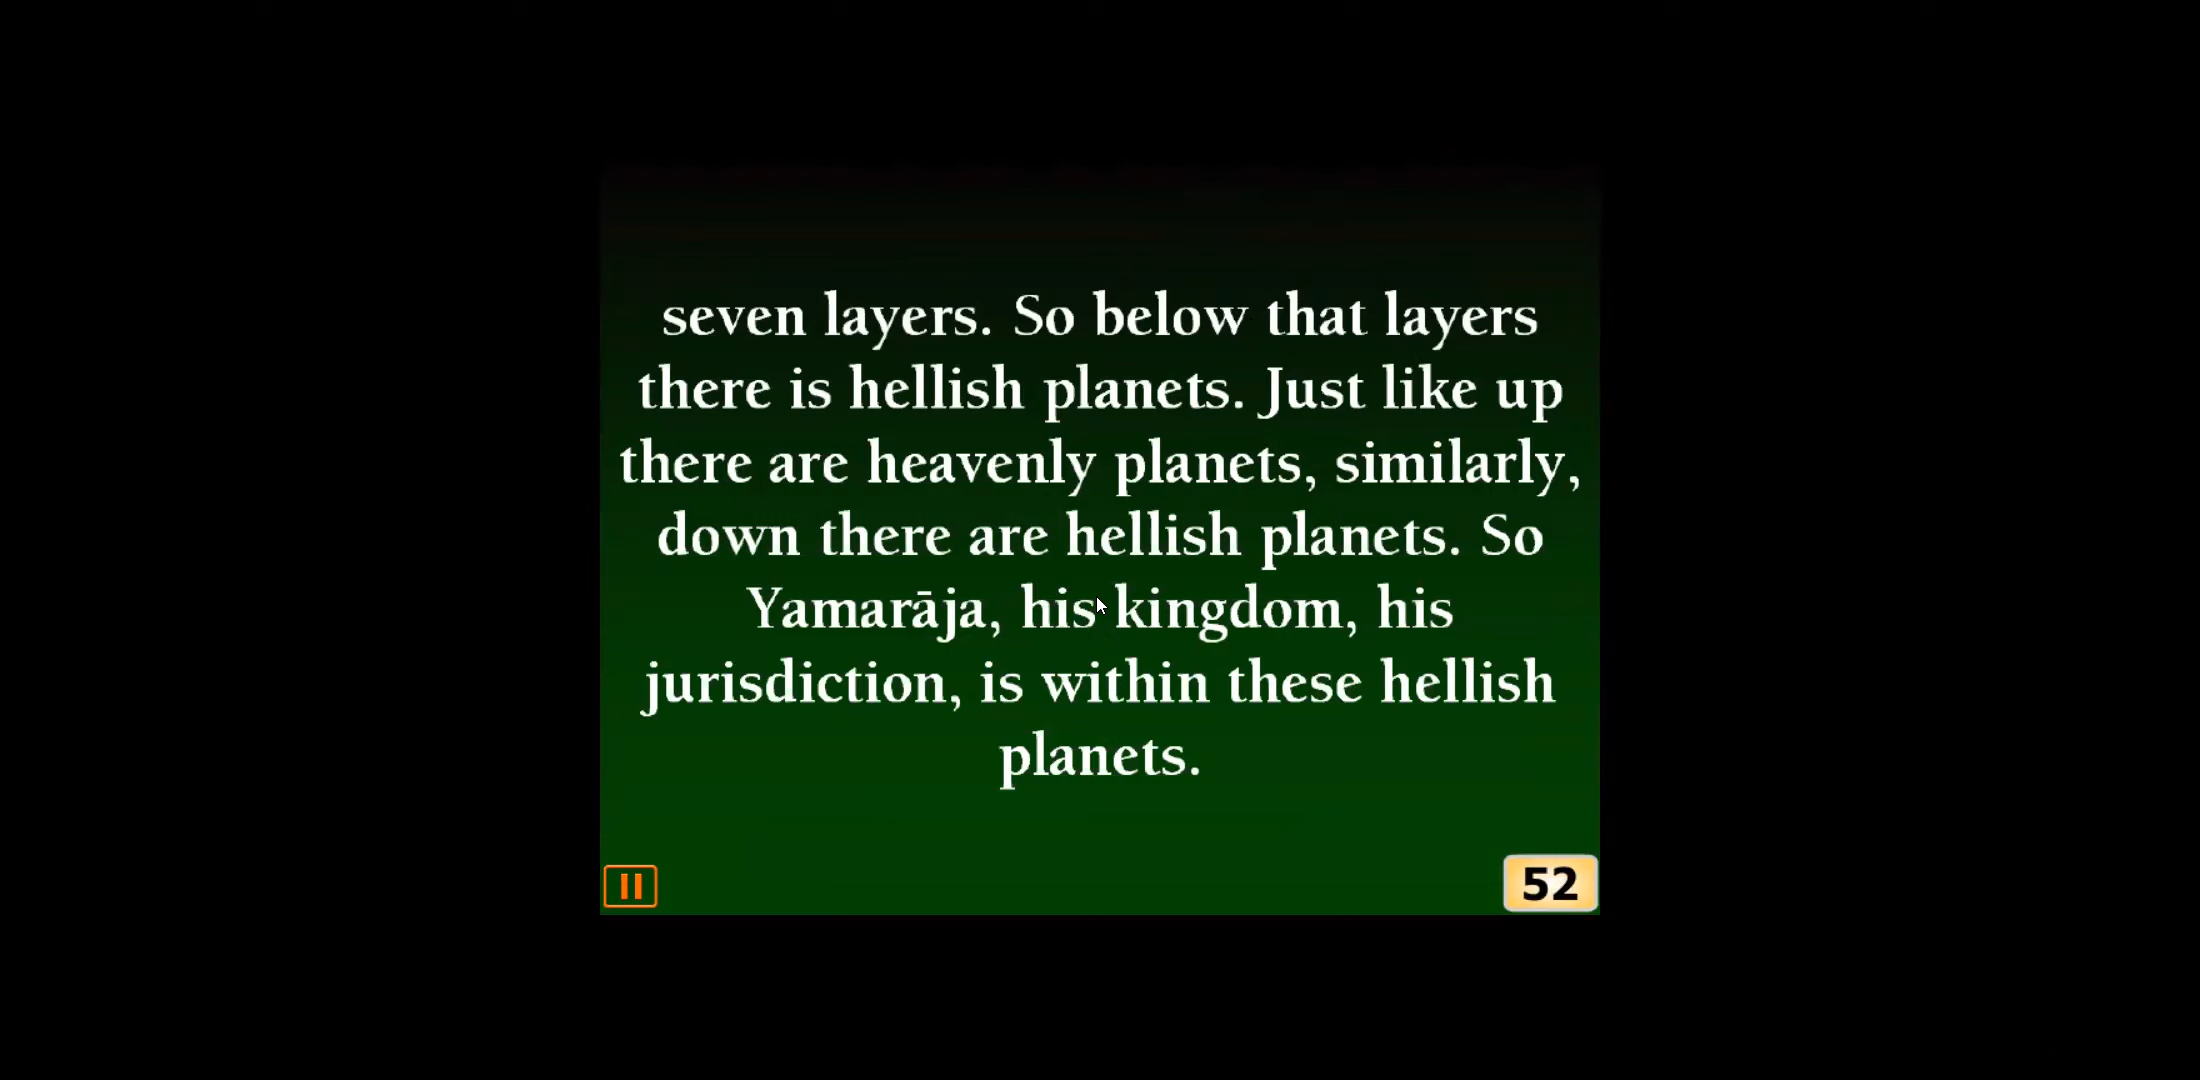 seven layers. So below that layers
there is hellish planets. Just like up
there are heavenly planets, similarly,
down there are hellish planets. So
Yamarāja, his kingdom, his
jurisdiction, is within these hellish
planets.
52